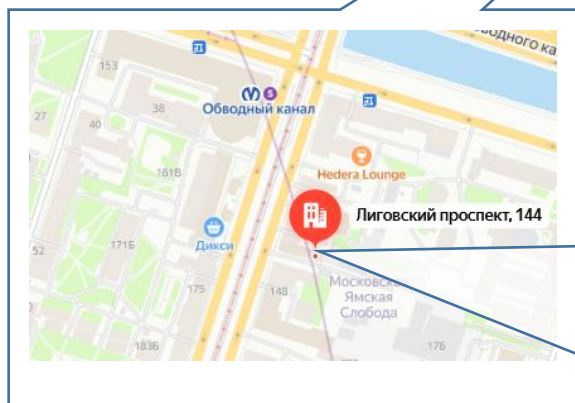 водного ка
153
38
Обводный канал
27
40
Hedera Lounge
161В
Лиговский проспект, 144
Дикси
171Б
52
Московская
Ямская
Слобода
175
148
183Б
176